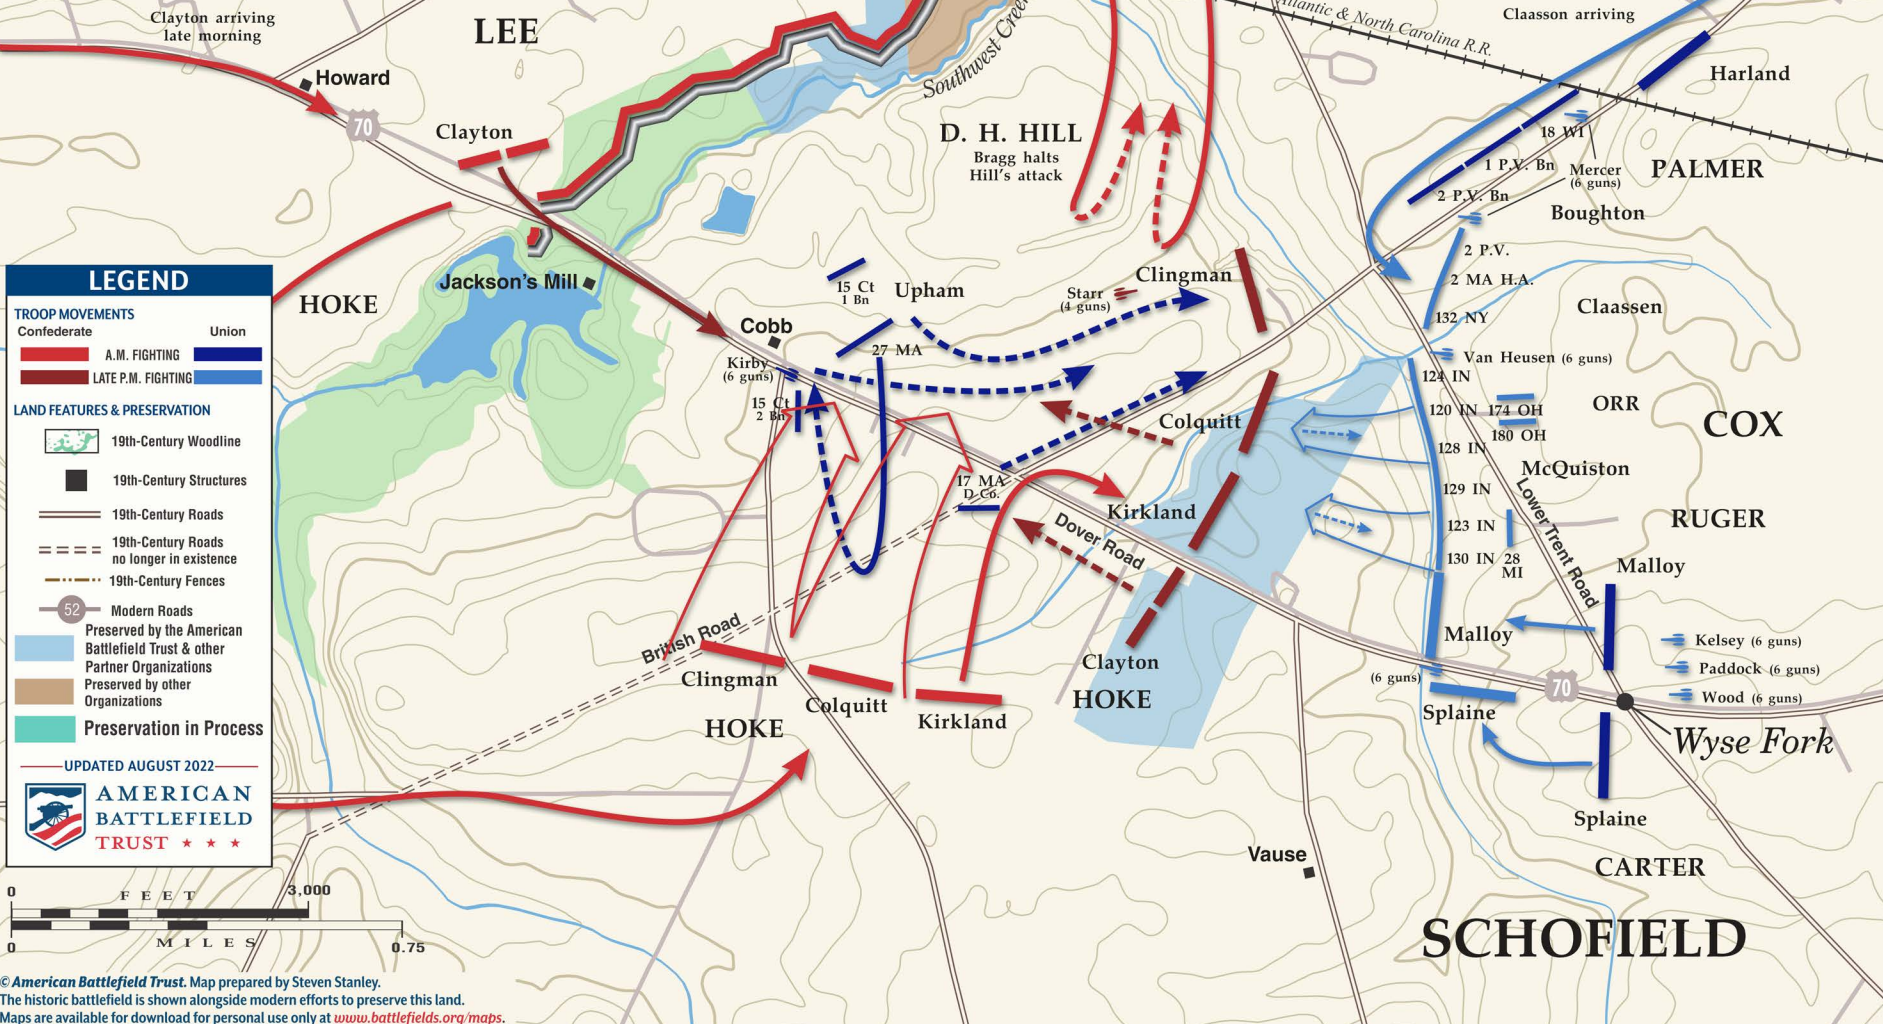 Clayton arriving
late morning
LEE
Howard
70
Clayton
Southwest Creek
D. H. HILL
Bragg halts
Hill's attack
Atlantic & North Carolina R.R.
Claasson arriving
Harland
18 WI
1 P.V. Bn
Mercer
(6 guns)
PALMER
2 P.V. Bn
Boughton
2 P.V.
2 MA H.A.
Claassen
132 NY
Van Heusen (6 guns)
124 IN
120 IN
174 OH
ORR
COX
180 OH
128 IN
McQuiston
129 IN
Lower Trent Road
RUGER
123 IN
130 IN
28
MI
Malloy
Malloy
Kelsey (6 guns)
Paddock (6 guns)
Wood (6 guns)
(6 guns)
70
Splaine
Wyse Fork
Splaine
CARTER
SCHOFIELD
Vause
Jackson's Mill
HOKE
15 Ct
1 Bn
Upham
Starr
(4 guns)
Clingman
Cobb
27 MA
Kirby
(6 guns)
15 Ct
2 Bn
Colquitt
17 MA
D Co.
Kirkland
Dover Road
British Road
Clayton
HOKE
Clingman
Colquitt
Kirkland
HOKE
LEGEND
TROOP MOVEMENTS
Confederate
Union
A.M. FIGHTING
LATE P.M. FIGHTING
LAND FEATURES & PRESERVATION
19th-Century Woodline
19th-Century Structures
19th-Century Roads
19th-Century Roads
no longer in existence
19th-Century Fences
52
Modern Roads
Preserved by the American
Battlefield Trust & other
Partner Organizations
Preserved by other
Organizations
Preservation in Process
UPDATED AUGUST 2022
AMERICAN
BATTLEFIELD
TRUST ★ ★ ★
0 FEET 3,000
0 MILES 0.75
© American Battlefield Trust. Map prepared by Steven Stanley.
The historic battlefield is shown alongside modern efforts to preserve this land.
Maps are available for download for personal use only at www.battlefields.org/maps.